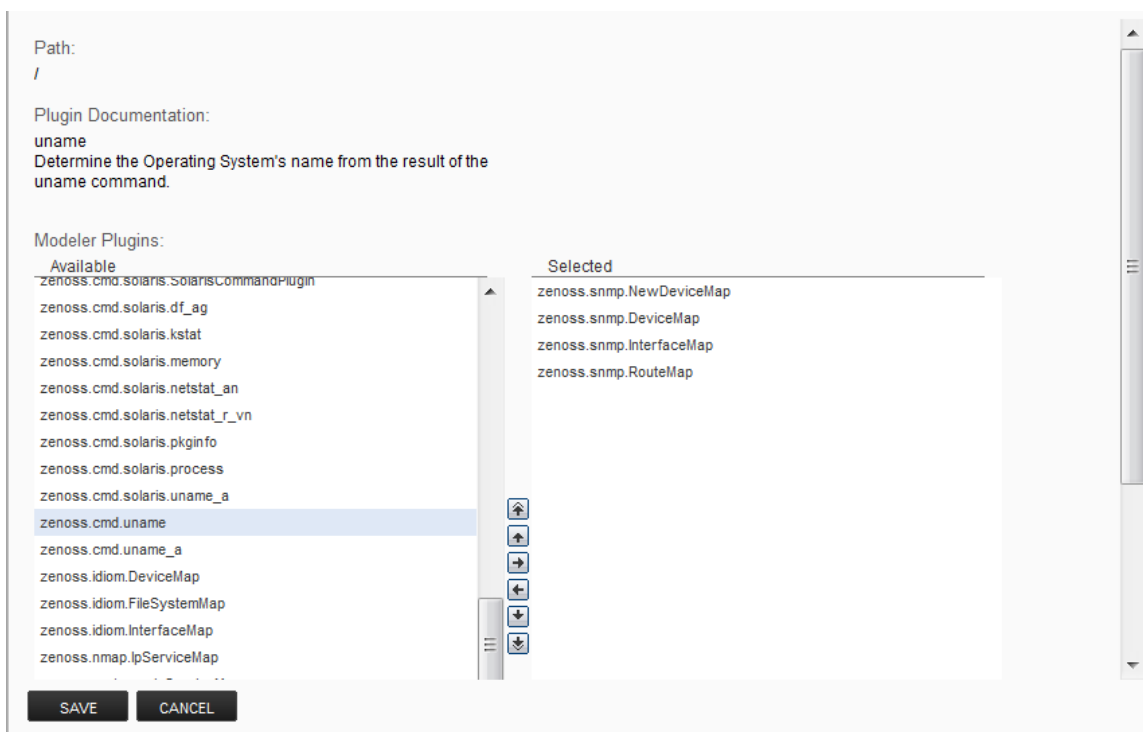 Path:
/
Plugin Documentation:
uname
Determine the Operating System's name from the result of the
uname command.
Modeler Plugins:
Available
zenoss.cmd.solaris.SolarisCommandPlugin
zenoss.cmd.solaris.df_ag
zenoss.cmd.solaris.kstat
zenoss.cmd.solaris.memory
zenoss.cmd.solaris.netstat_an
zenoss.cmd.solaris.netstat_r_vn
zenoss.cmd.solaris.pkginfo
zenoss.cmd.solaris.process
zenoss.cmd.solaris.uname_a
zenoss.cmd.uname
zenoss.cmd.uname_a
zenoss.idiom.DeviceMap
zenoss.idiom.FileSystemMap
zenoss.idiom.InterfaceMap
zenoss.nmap.IpServiceMap
Selected
zenoss.snmp.NewDeviceMap
zenoss.snmp.DeviceMap
zenoss.snmp.InterfaceMap
zenoss.snmp.RouteMap
SAVE
CANCEL